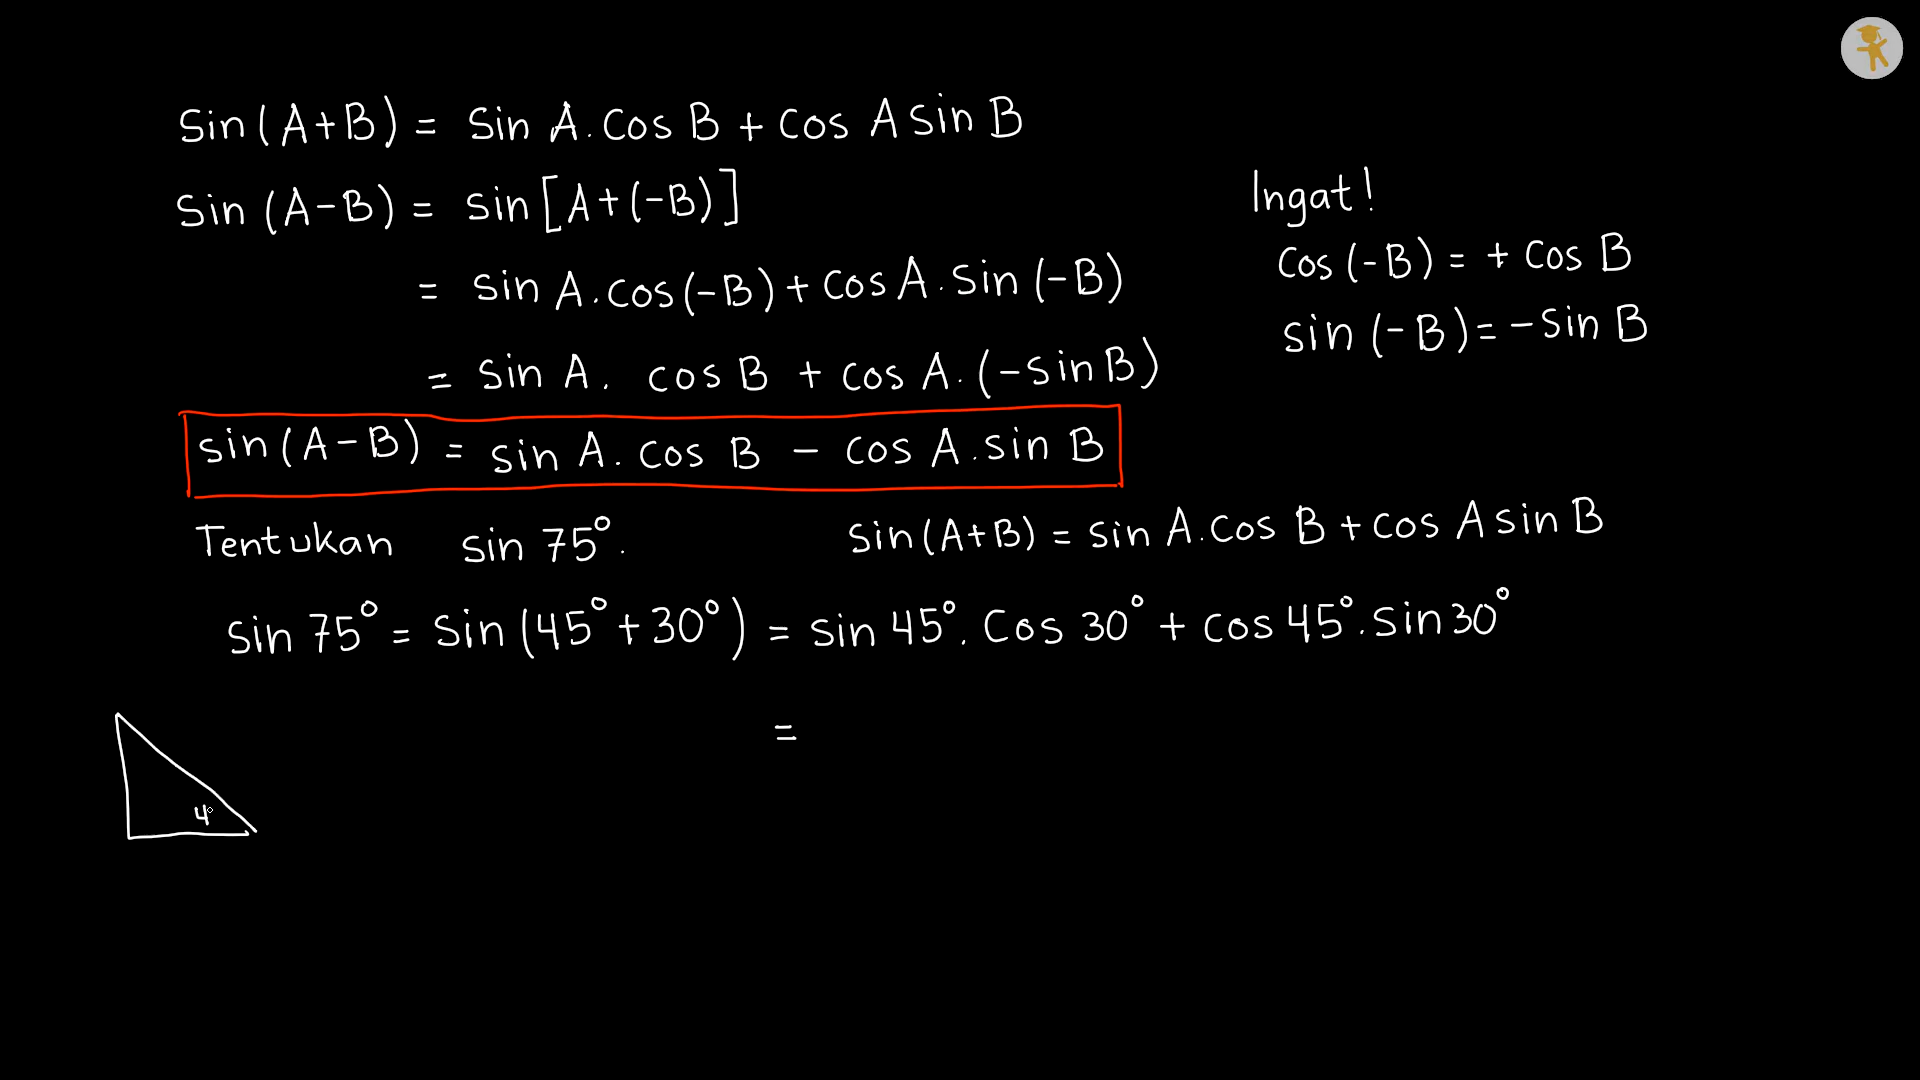 Sin (A+B) = Sin A. Cos B + Cos A sin B
Sin (A-B) = sin [A+(-B)]
= sin A. cos (-B) + cos A. sin (-B)
= sin A. cos B + cos A. (-sin B)
sin (A-B) = sin A. cos B - cos A. sin B
Ingat!
cos (-B) = + cos B
sin (-B) = - sin B
Tentukan sin 75°.
sin (A+B) = sin A. cos B + cos A sin B
sin 75° = sin (45° + 30°) = sin 45°. Cos 30° + cos 45°. sin 30°
=
4